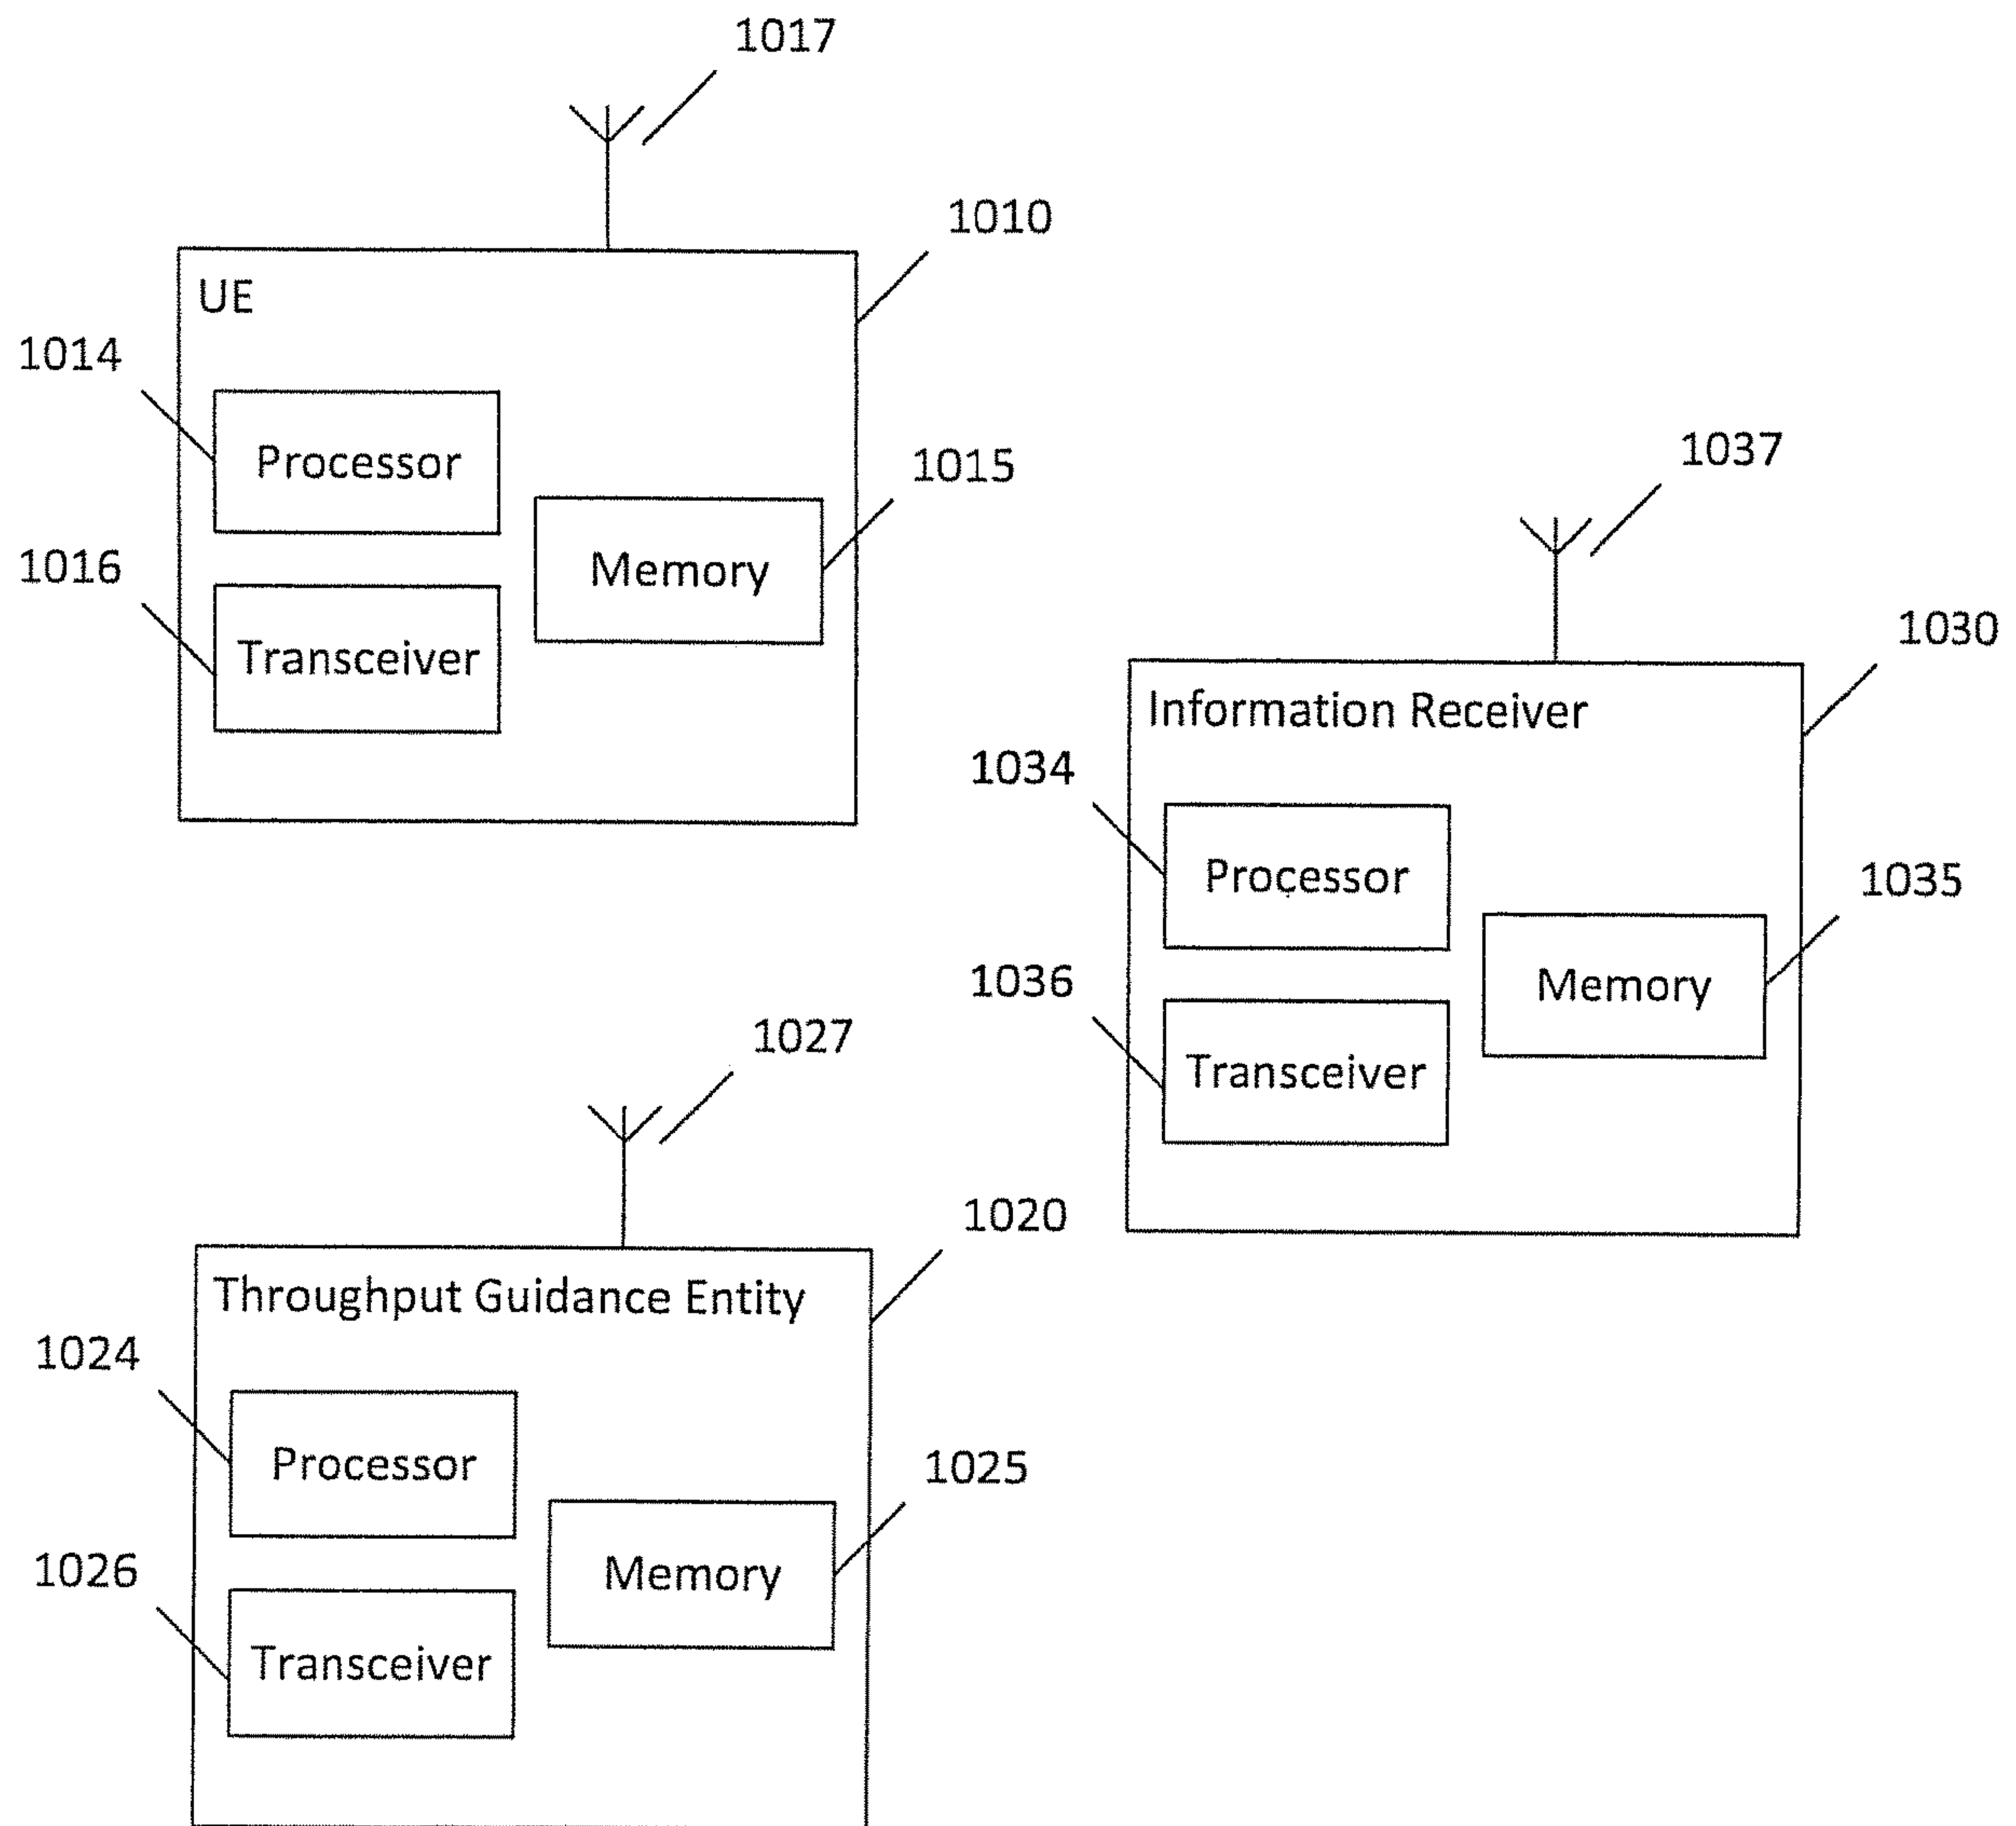 1017
1010
UE
1014
Processor
1015
Memory
1016
Transceiver
1037
1030
Information Receiver
1034
Processor
1035
Memory
1036
Transceiver
1027
1020
Throughput Guidance Entity
1024
Processor
1025
Memory
1026
Transceiver